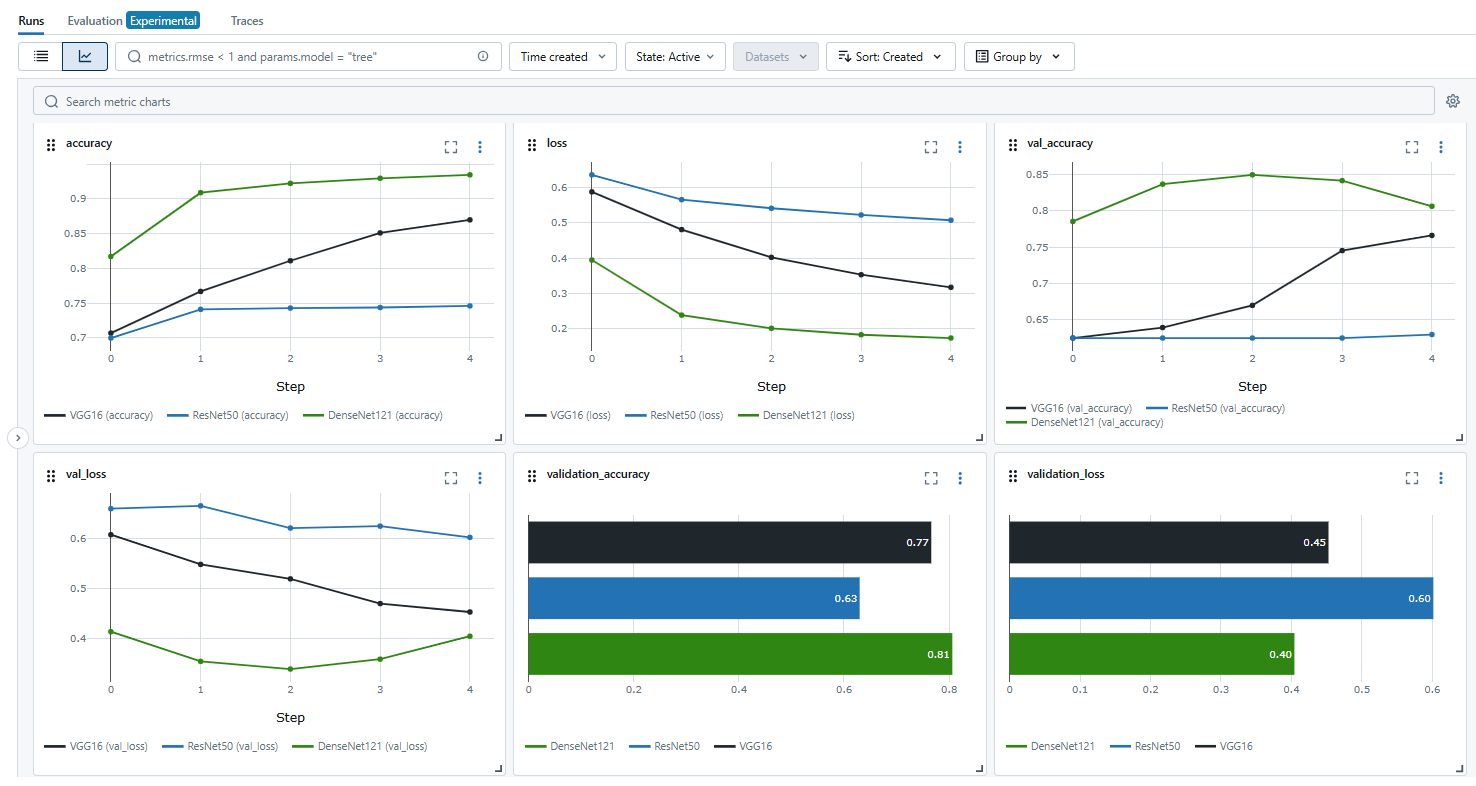 Runs Evaluation Experimental Traces
metrics.rmse < 1 and params.model = "tree" Time created State: Active Datasets Sort: Created Group by
Search metric charts
accuracy
0.9
0.85
0.8
0.75
0.7
0 1 2 3 4
Step
VGG16 (accuracy) ResNet50 (accuracy) DenseNet121 (accuracy)
loss
0.6
0.5
0.4
0.3
0.2
0 1 2 3 4
Step
VGG16 (loss) ResNet50 (loss) DenseNet121 (loss)
val_accuracy
0.85
0.8
0.75
0.7
0.65
0 1 2 3 4
Step
VGG16 (val_accuracy) ResNet50 (val_accuracy)
DenseNet121 (val_accuracy)
val_loss
0.6
0.5
0.4
0 1 2 3 4
Step
VGG16 (val_loss) ResNet50 (val_loss) DenseNet121 (val_loss)
validation_accuracy
0.77
0.63
0.81
0 0.2 0.4 0.6 0.8
DenseNet121 ResNet50 VGG16
validation_loss
0.45
0.60
0.40
0 0.1 0.2 0.3 0.4 0.5 0.6
DenseNet121 ResNet50 VGG16